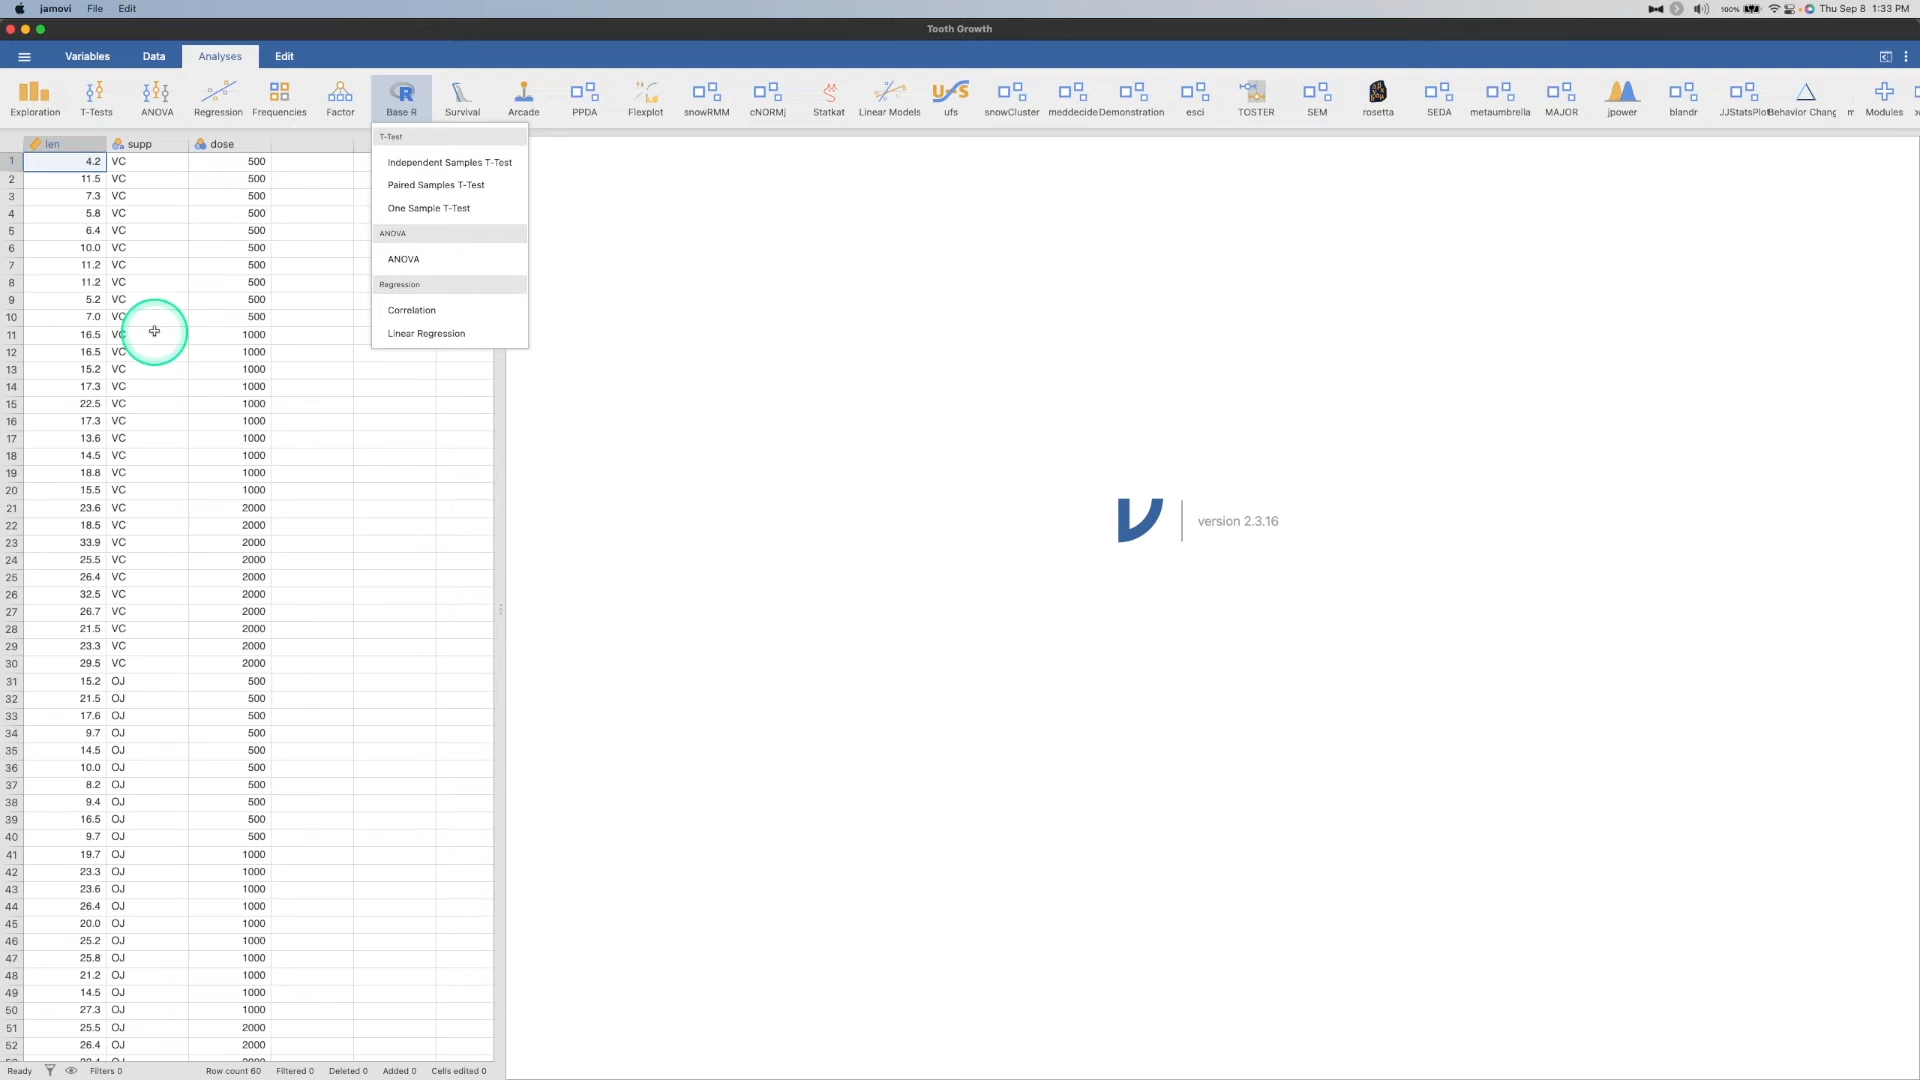 jamovi File Edit 100% Thu Sep 8 1:33 PM
Tooth Growth
Variables Data Analyses Edit
Exploration T-Tests ANOVA Regression Frequencies Factor Base R Survival Arcade PPDA Flexplot snowRMM cNORMj Statkat Linear Models ufs snowCluster meddecide Demonstration esci TOSTER SEM rosetta SEDA metaumbrella MAJOR jpower blandr JJStatsPlot Behavior Chang m Modules
len supp dose
T-Test
Independent Samples T-Test
Paired Samples T-Test
One Sample T-Test
ANOVA
ANOVA
Regression
Correlation
Linear Regression
1 4.2 VC 500
2 11.5 VC 500
3 7.3 VC 500
4 5.8 VC 500
5 6.4 VC 500
6 10.0 VC 500
7 11.2 VC 500
8 11.2 VC 500
9 5.2 VC 500
10 7.0 VC 500
11 16.5 VC 1000
12 16.5 VC 1000
13 15.2 VC 1000
14 17.3 VC 1000
15 22.5 VC 1000
16 17.3 VC 1000
17 13.6 VC 1000
18 14.5 VC 1000
19 18.8 VC 1000
20 15.5 VC 1000
21 23.6 VC 2000
22 18.5 VC 2000
23 33.9 VC 2000
24 25.5 VC 2000
25 26.4 VC 2000
26 32.5 VC 2000
27 26.7 VC 2000
28 21.5 VC 2000
29 23.3 VC 2000
30 29.5 VC 2000
31 15.2 OJ 500
32 21.5 OJ 500
33 17.6 OJ 500
34 9.7 OJ 500
35 14.5 OJ 500
36 10.0 OJ 500
37 8.2 OJ 500
38 9.4 OJ 500
39 16.5 OJ 500
40 9.7 OJ 500
41 19.7 OJ 1000
42 23.3 OJ 1000
43 23.6 OJ 1000
44 26.4 OJ 1000
45 20.0 OJ 1000
46 25.2 OJ 1000
47 25.8 OJ 1000
48 21.2 OJ 1000
49 14.5 OJ 1000
50 27.3 OJ 1000
51 25.5 OJ 2000
52 26.4 OJ 2000
version 2.3.16
Ready Filters 0 Row count 60 Filtered 0 Deleted 0 Added 0 Cells edited 0